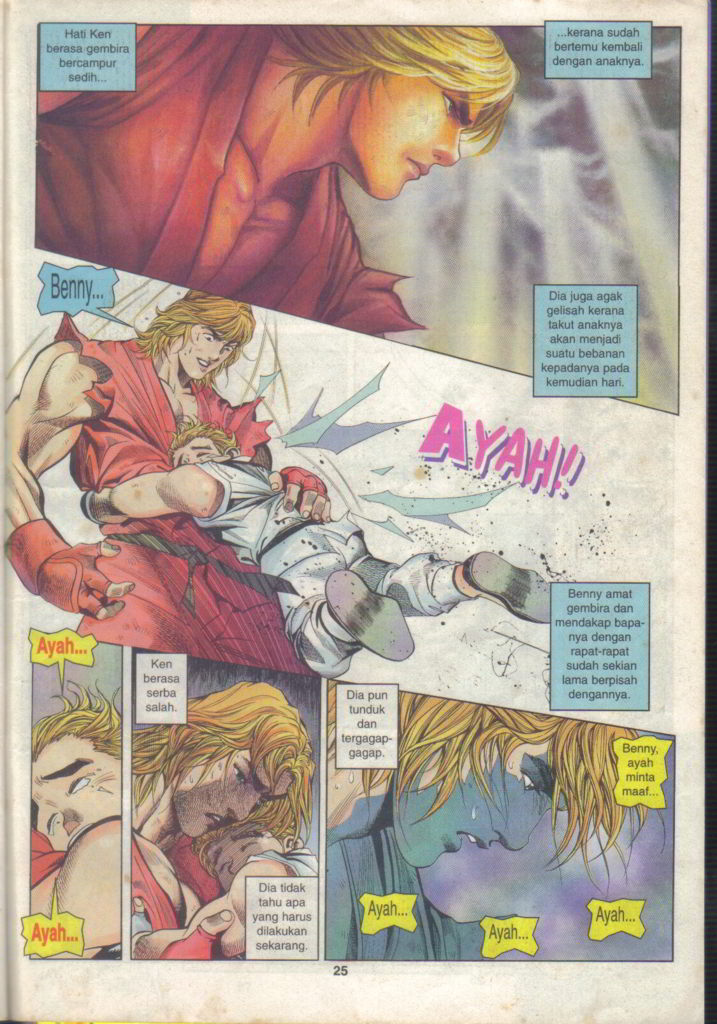 Hati Ken
berasa gembira
bercampur
sedih...
...kerana sudah
bertemu kembali
dengan anaknya.
Benny...
Dia juga agak
gelisah kerana
takut anaknya
akan menjadi
suatu bebanan
kepadanya pada
kemudian hari.
AYAH!!
Benny amat
gembira dan
mendakap bapa-
nya dengan
rapat-rapat
sudah sekian
lama berpisah
dengannya.
Ayah...
Ayah...
Ken
berasa
serba
salah.
Dia tidak
tahu apa
yang harus
dilakukan
sekarang.
Dia pun
tunduk
dan
tergagap-
gagap.
Benny,
ayah
minta
maaf...
Ayah...
Ayah...
Ayah...
25